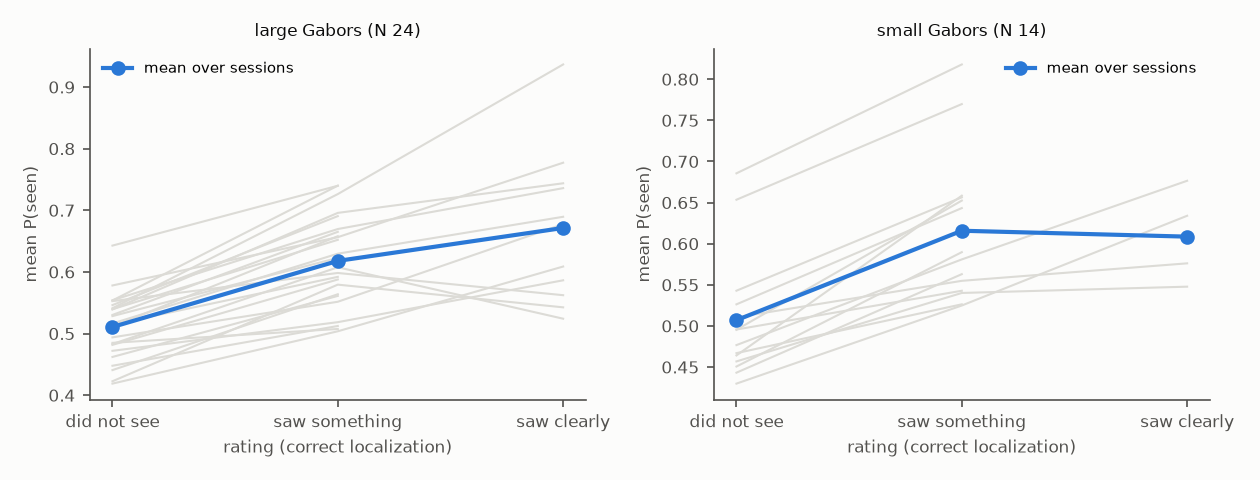 large Gabors (N 24)
mean over sessions
0.9
0.8
0.7
0.6
0.5
0.4
mean P(seen)
did not see
saw something
saw clearly
rating (correct localization)
small Gabors (N 14)
mean over sessions
0.80
0.75
0.70
0.65
0.60
0.55
0.50
0.45
mean P(seen)
did not see
saw something
saw clearly
rating (correct localization)